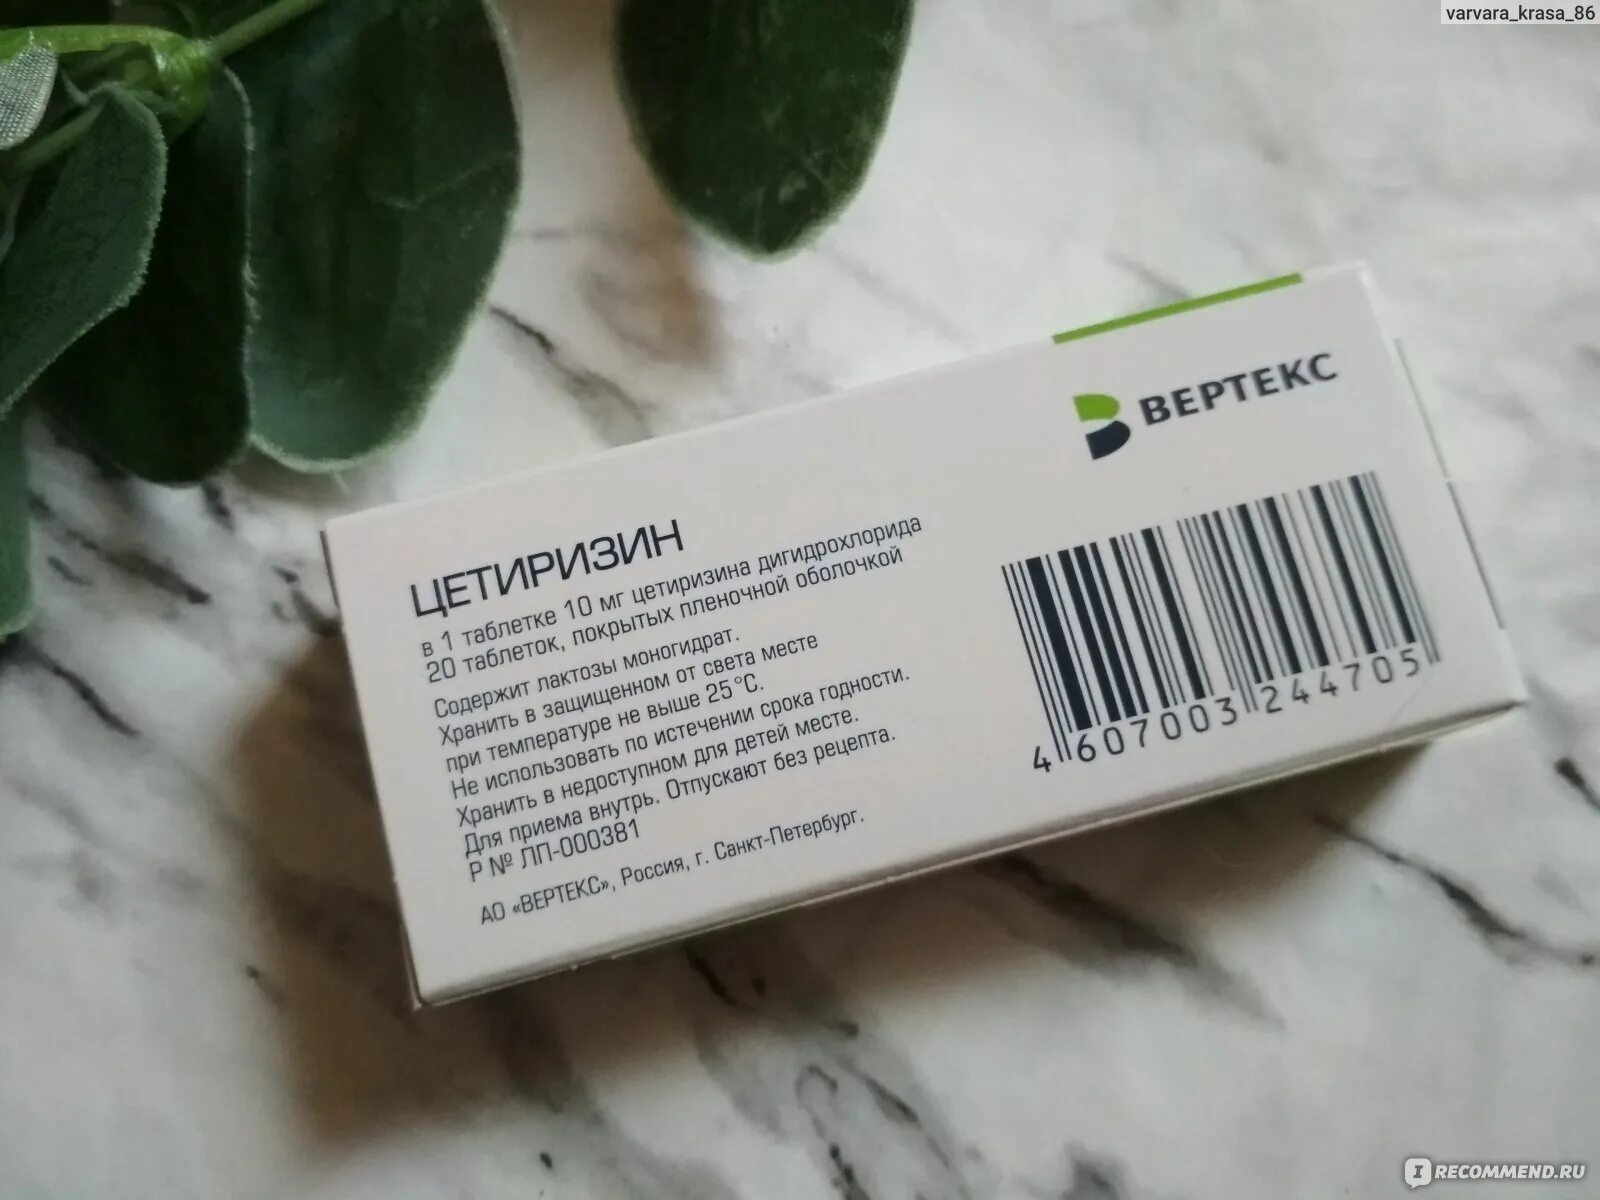 varvara_krasa_86
ВЕРТЕКС
ЦЕТИРИЗИН
в 1 таблетке 10 мг цетиризина дигидрохлорида
20 таблеток, покрытых пленочной оболочкой
Содержит лактозы моногидрат.
Хранить в защищенном от света месте
при температуре не выше 25°С.
Не использовать по истечении срока годности.
Хранить в недоступном для детей месте.
Для приема внутрь. Отпускают без рецепта.
Р № ЛП-000381
АО «ВЕРТЕКС», Россия, г. Санкт-Петербург.
4 607003 244705
IRECOMMEND.RU